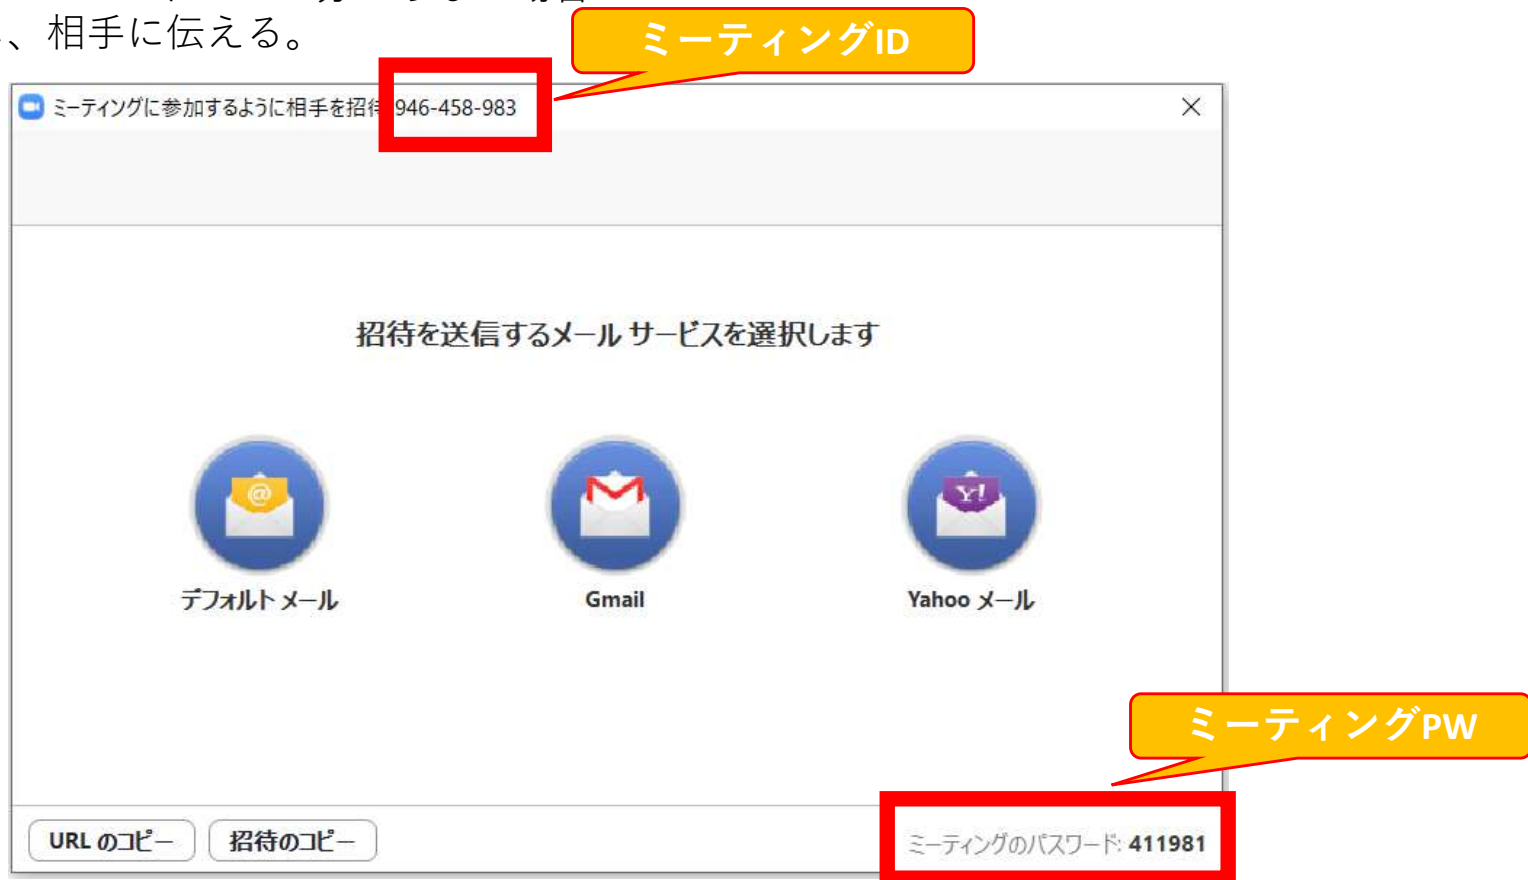 、相手に伝える。
ミーティングID
ミーティングに参加するように相手を招待 946-458-983
招待を送信するメール サービスを選択します
@
Y!
デフォルト メール
Gmail
Yahoo メール
ミーティングPW
URL のコピー
招待のコピー
ミーティングのパスワード: 411981